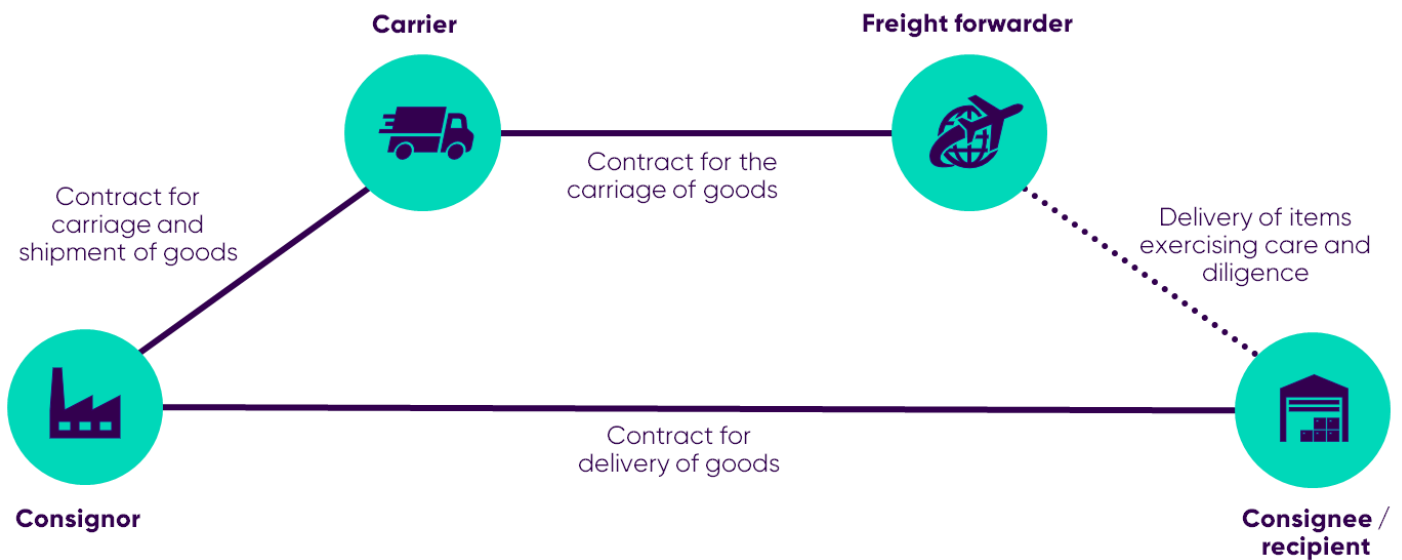 Carrier
Freight forwarder
Contract for the
carriage of goods
Contract for
carriage and
shipment of goods
Delivery of items
exercising care and
diligence
Contract for
delivery of goods
Consignor
Consignee /
recipient